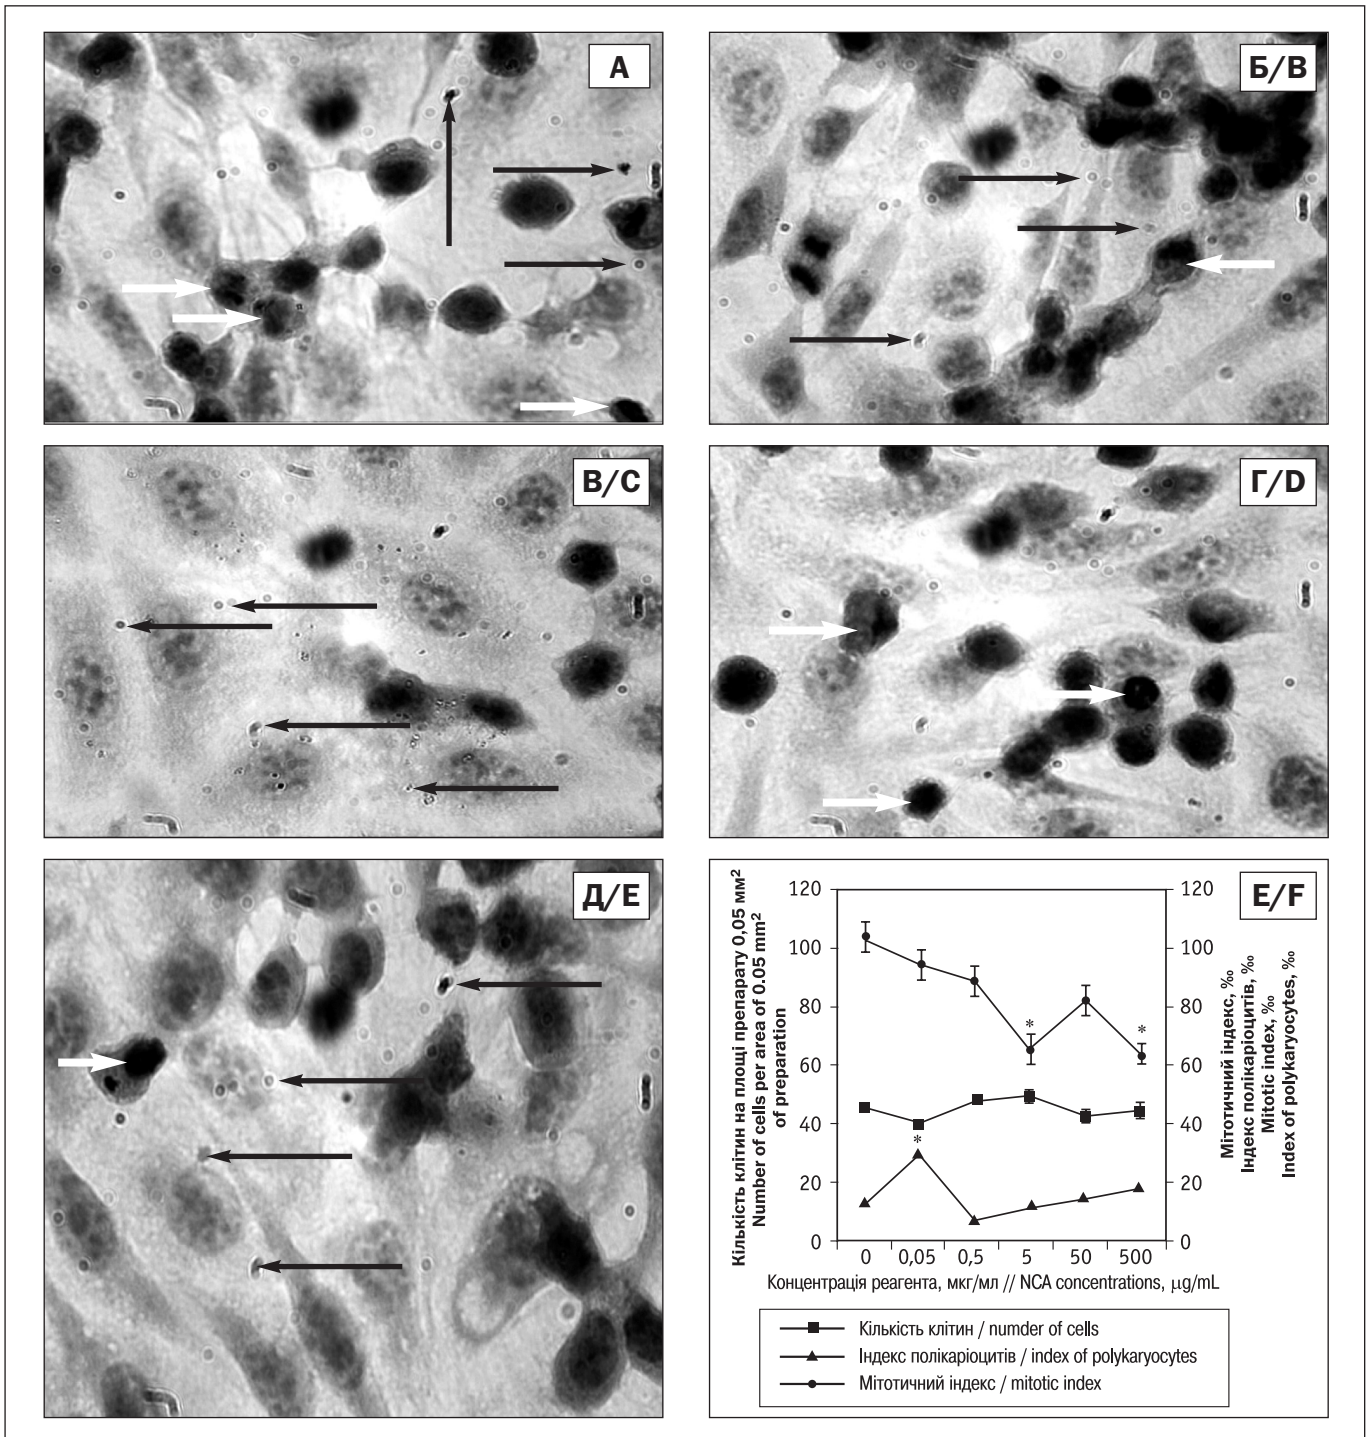 А
Б/В
В/С
Г/D
Д/Е
Е/F
Кількість клітин на площі препарату 0,05 мм²
Number of cells per area of 0.05 mm²
of preparation
120
100
80
60
40
20
0
*
*
*
120
100
80
60
40
20
0
Мітотичний індекс, ‰
Індекс полікаріоцитів, ‰
Mitotic index, ‰
Index of polykaryocytes, ‰
0 0,05 0,5 5 50 500
Концентрація реагента, мкг/мл // NCA concentrations, μg/mL
Кількість клітин / numder of cells
Індекс полікаріоцитів / index of polykaryocytes
Мітотичний індекс / mitotic index